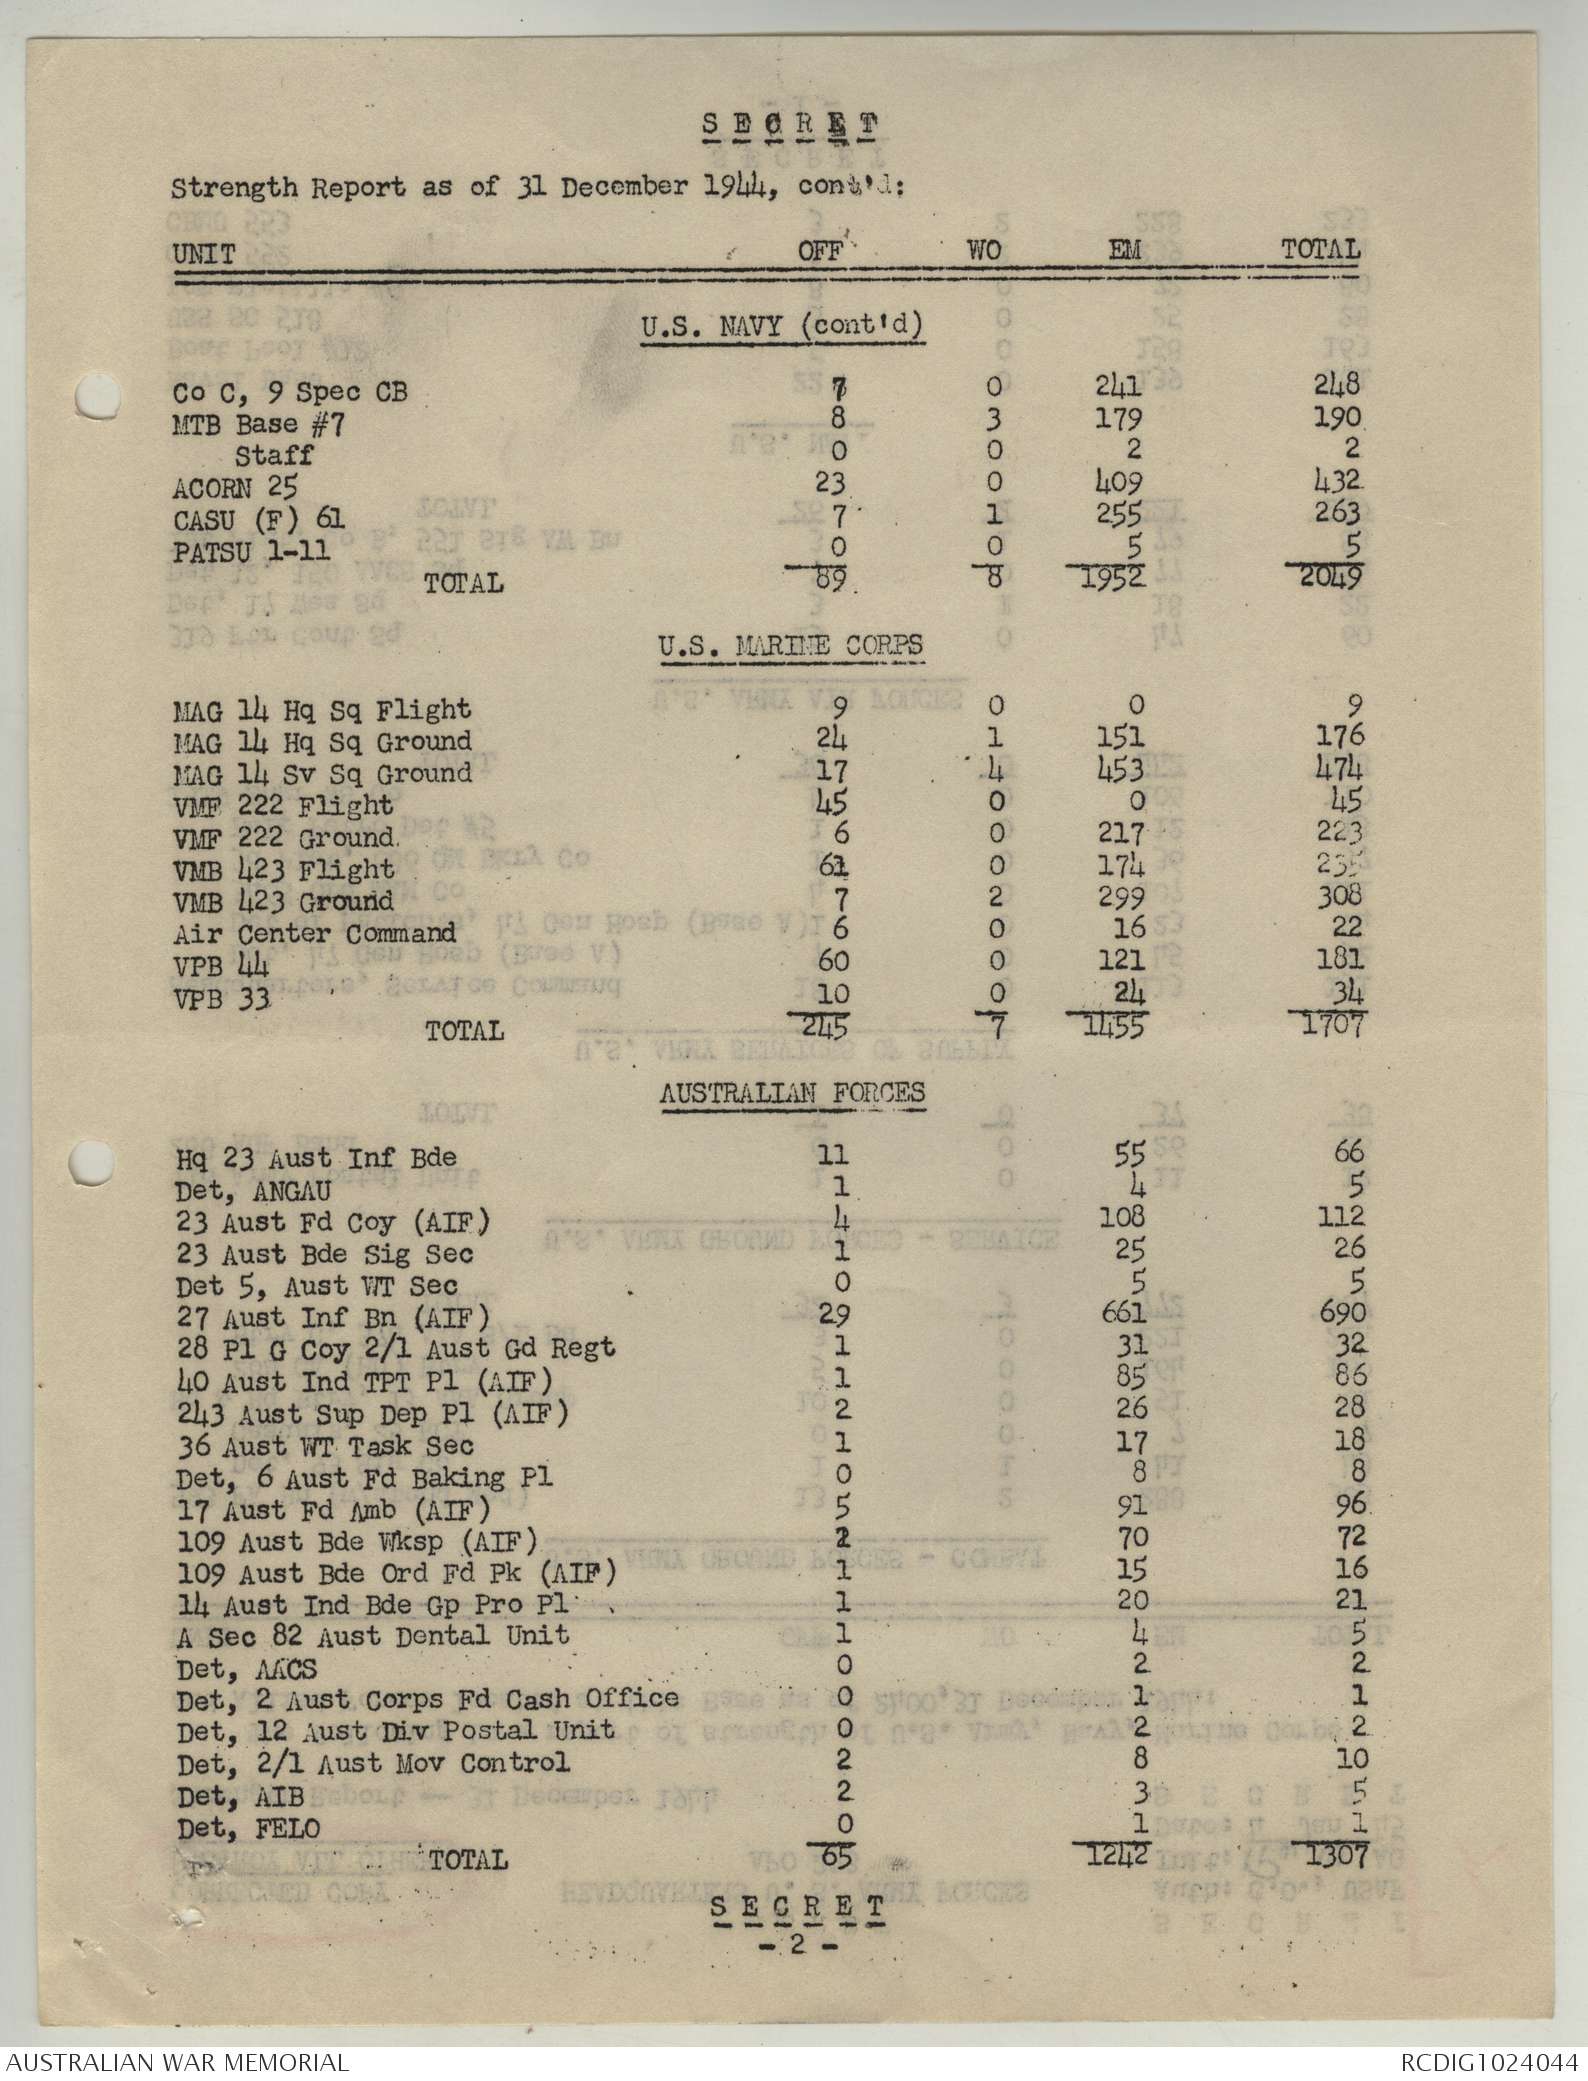 SECRET
Strength Report as of 31 December 1944, cont'd:
UNIT OFF WO EM TOTAL
U.S. NAVY (cont'd)
Co C, 9 Spec CB 7 0 241 248
MTB Base #7 8 3 179 190
Staff 0 0 2 2
ACORN 25 23 0 409 432
CASU (F) 61 7 1 255 263
PATSU 1-11 0 0 5 5
TOTAL 89 8 1952 2049
U.S. MARINE CORPS
MAG 14 Hq Sq Flight 9 0 0 9
MAG 14 Hq Sq Ground 24 1 151 176
MAG 14 Sv Sq Ground 17 4 453 474
VMF 222 Flight 45 0 0 45
VMF 222 Ground 6 0 217 223
VMB 423 Flight 61 0 174 235
VMB 423 Ground 7 2 299 308
Air Center Command 6 0 16 22
VPB 44 60 0 121 181
VPB 33 10 0 24 34
TOTAL 245 7 1455 1707
AUSTRALIAN FORCES
Hq 23 Aust Inf Bde 11 55 66
Det, ANGAU 1 4 5
23 Aust Fd Coy (AIF) 4 108 112
23 Aust Bde Sig Sec 1 25 26
Det 5, Aust WT Sec 0 5 5
27 Aust Inf Bn (AIF) 29 661 690
28 Pl G Coy 2/1 Aust Gd Regt 1 31 32
40 Aust Ind TPT Pl (AIF) 1 85 86
243 Aust Sup Dep Pl (AIF) 2 26 28
36 Aust WT Task Sec 1 17 18
Det, 6 Aust Fd Baking Pl 0 8 8
17 Aust Fd Amb (AIF) 5 91 96
109 Aust Bde Wksp (AIF) 2 70 72
109 Aust Bde Ord Fd Pk (AIF) 1 15 16
14 Aust Ind Bde Gp Pro Pl 1 20 21
A Sec 82 Aust Dental Unit 1 4 5
Det, AACS 0 2 2
Det, 2 Aust Corps Fd Cash Office 0 1 1
Det, 12 Aust Div Postal Unit 0 2 2
Det, 2/1 Aust Mov Control 2 8 10
Det, AIB 2 3 5
Det, FELO 0 1 1
TOTAL 65 1242 1307
SECRET
- 2 -
AUSTRALIAN WAR MEMORIAL RCDIG1024044